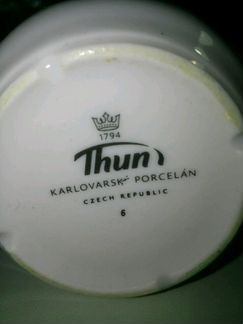 1794
Thun
KARLOVARSKÝ PORCELÁN
CZECH REPUBLIC
6